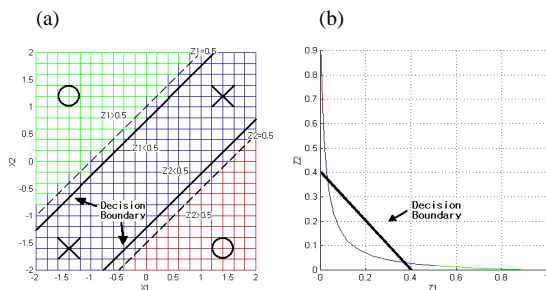 (a)
(b)
Z1=0.5
2
1.5
1
0.5
0
-0.5
-1
-1.5
2
X2
Z1>0.5
Z1<0.5
Z2<0.5
Z2=0.5
Decision
Boundary
Z2>0.5
-2 -1.5 -1 -0.5 0 0.5 1 1.5 2
X1
0.9
0.8
0.7
0.6
0.5
0.4
0.3
0.2
0.1
0
Z2
Decision
Boundary
0 0.2 0.4 0.6 0.8
Z1